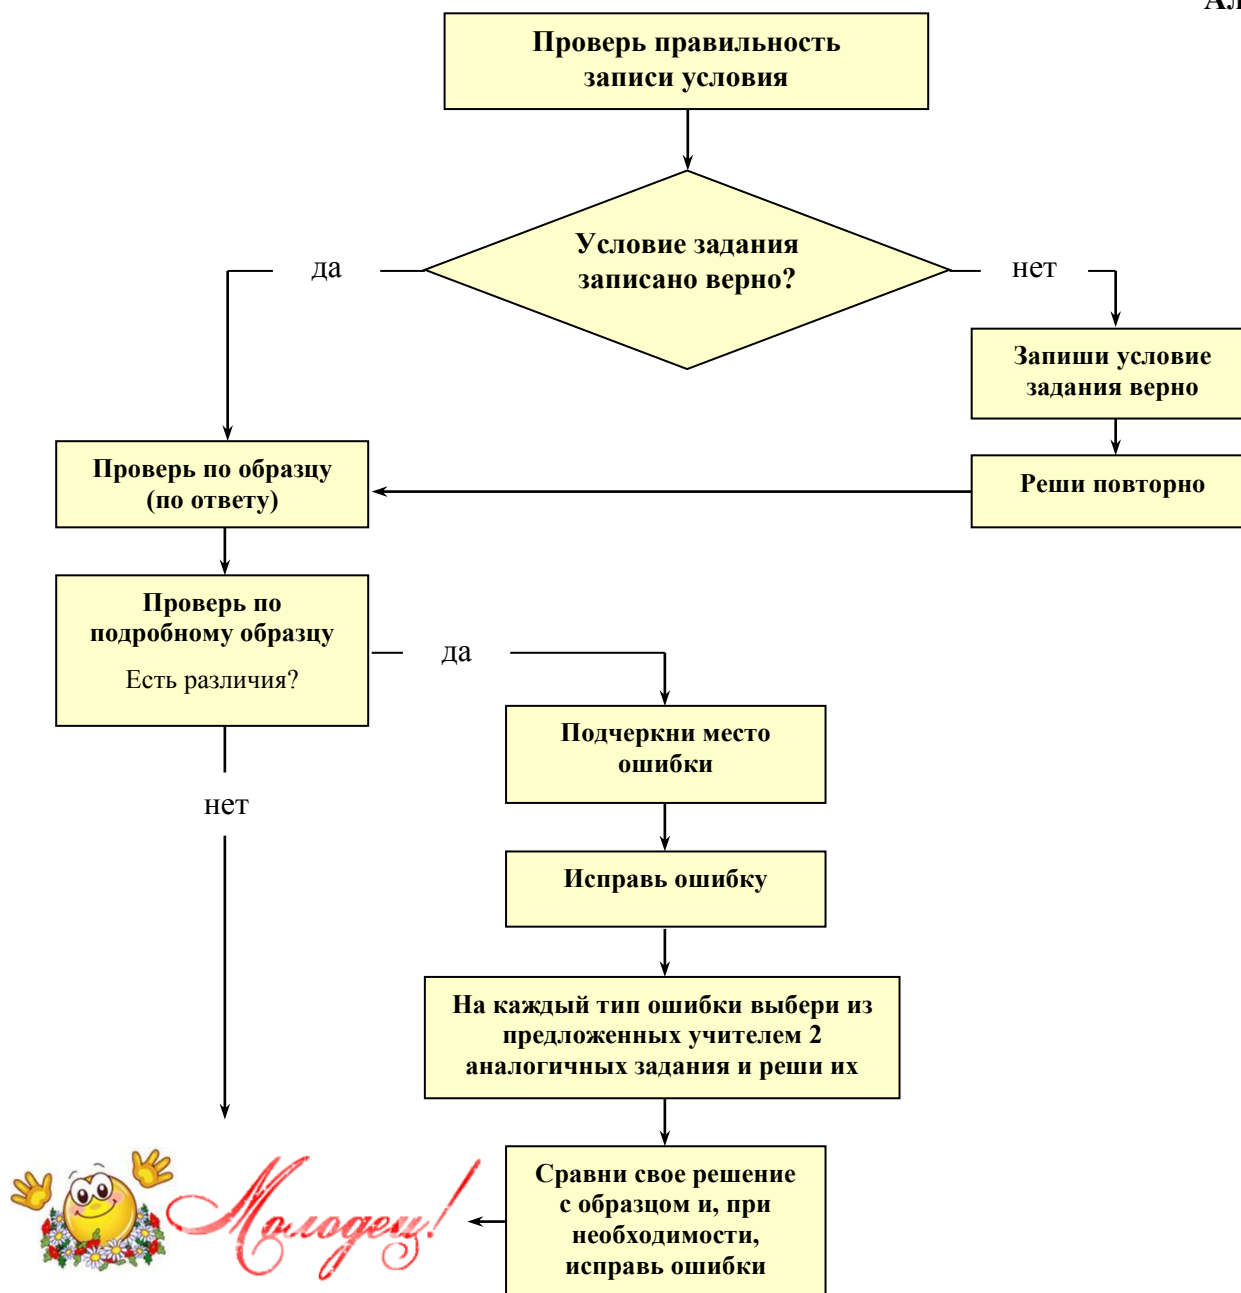 Ал
Проверь правильность
записи условия
Условие задания
записано верно?
да
нет
Запиши условие
задания верно
Реши повторно
Проверь по образцу
(по ответу)
Проверь по
подробному образцу
Есть различия?
да
нет
Подчеркни место
ошибки
Исправь ошибку
На каждый тип ошибки выбери из
предложенных учителем 2
аналогичных задания и реши их
Сравни свое решение
с образцом и, при
необходимости,
исправь ошибки
Молодец!